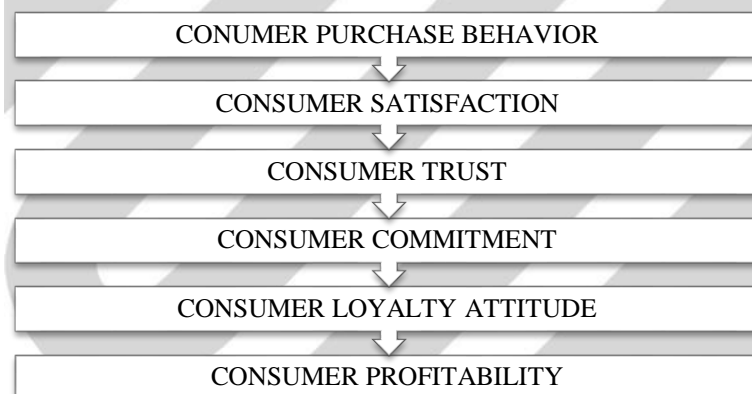 CONUMER PURCHASE BEHAVIOR
CONSUMER SATISFACTION
CONSUMER TRUST
CONSUMER COMMITMENT
CONSUMER LOYALTY ATTITUDE
CONSUMER PROFITABILITY